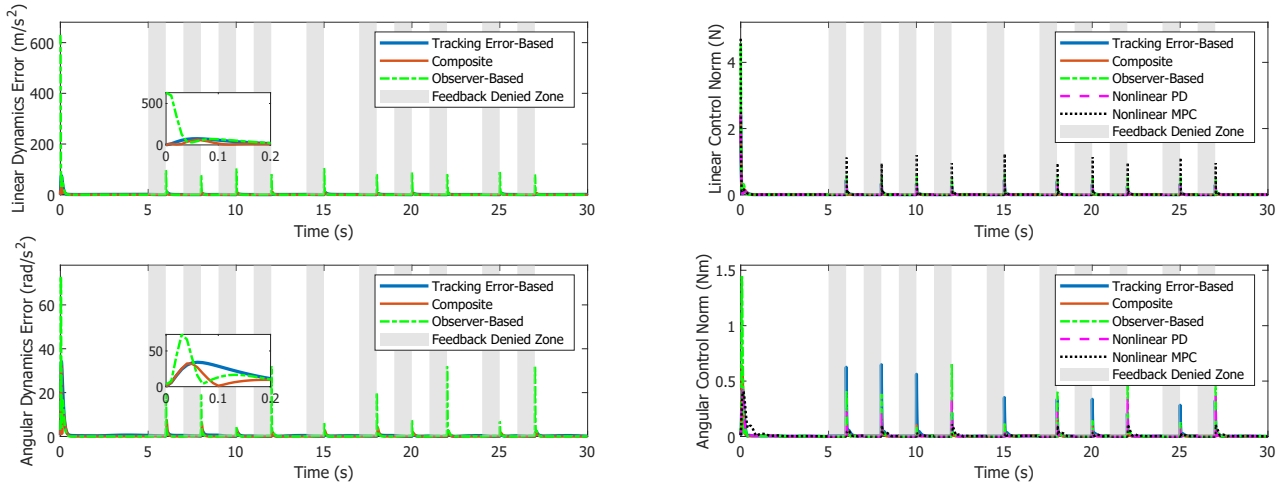 Linear Dynamics Error (m/s²)
600
400
200
0
0 5 10 15 20 25 30
Time (s)
Tracking Error-Based
Composite
Observer-Based
Feedback Denied Zone
500
0
0 0.1 0.2
Linear Control Norm (N)
4
2
0
0 5 10 15 20 25 30
Time (s)
Tracking Error-Based
Composite
Observer-Based
Nonlinear PD
Nonlinear MPC
Feedback Denied Zone
Angular Dynamics Error (rad/s²)
60
40
20
0
0 5 10 15 20 25 30
Time (s)
Tracking Error-Based
Composite
Observer-Based
Feedback Denied Zone
50
0
0 0.1 0.2
Angular Control Norm (Nm)
1.5
1
0.5
0
0 5 10 15 20 25 30
Time (s)
Tracking Error-Based
Composite
Observer-Based
Nonlinear PD
Nonlinear MPC
Feedback Denied Zone